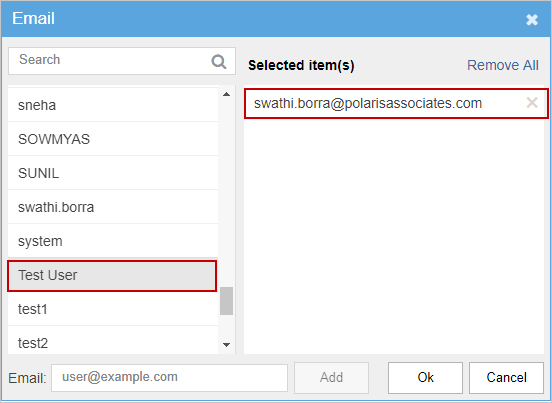 Email
Search
Selected item(s)
Remove All
sneha
SOWMYAS
SUNIL
swathi.borra
system
Test User
test1
test2
swathi.borra@polarisassociates.com
Email:
user@example.com
Add
Ok
Cancel